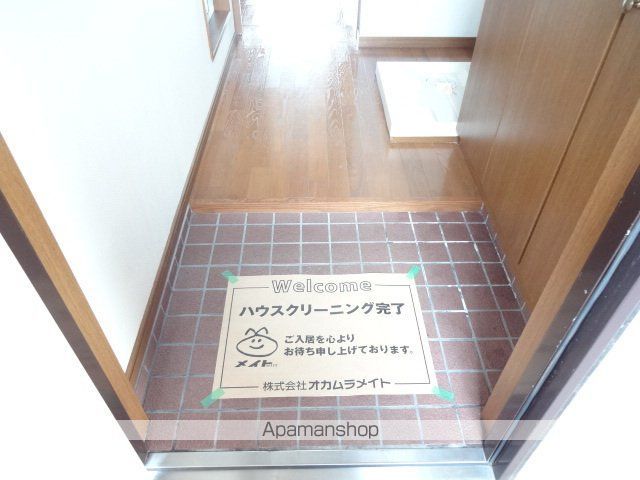 Welcome
ハウスクリーニング完了
ご入居を心より
お待ち申し上げております。
メイト
株式会社オカムラメイト
Apamanshop